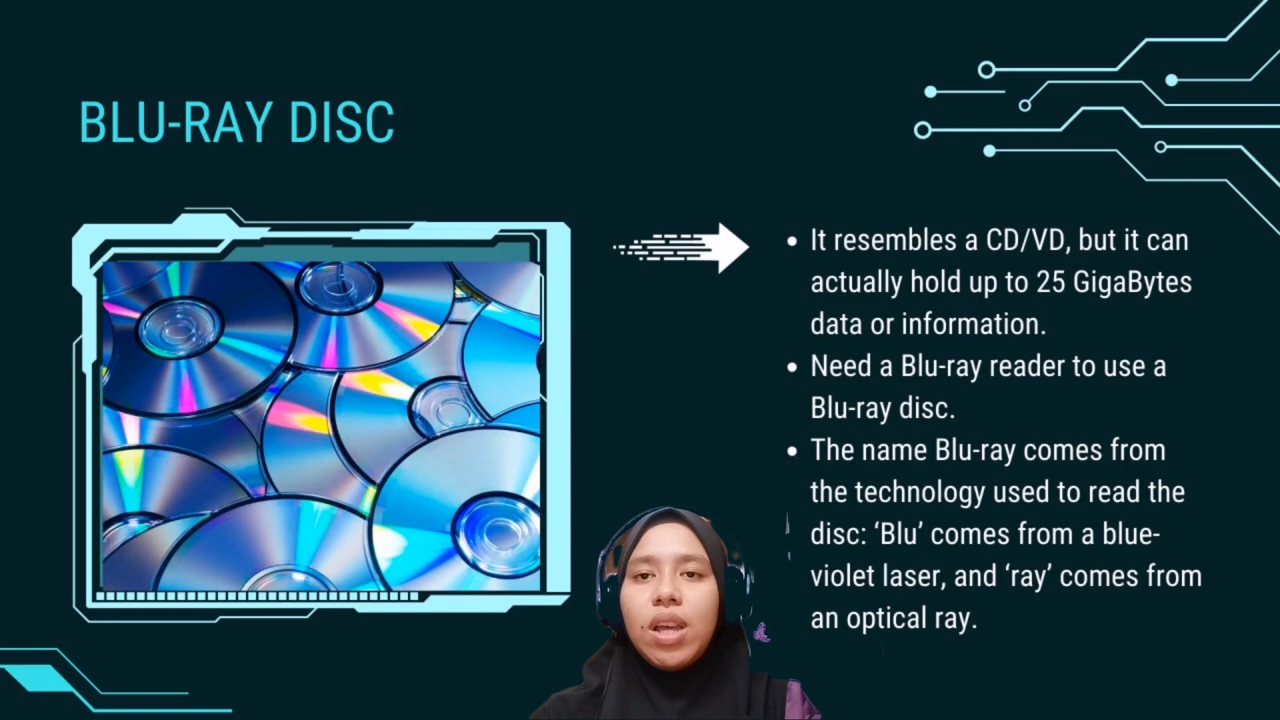 BLU-RAY DISC
• It resembles a CD/VD, but it can
actually hold up to 25 GigaBytes
data or information.
• Need a Blu-ray reader to use a
Blu-ray disc.
• The name Blu-ray comes from
the technology used to read the
disc: ‘Blu’ comes from a blue-
violet laser, and ‘ray’ comes from
an optical ray.